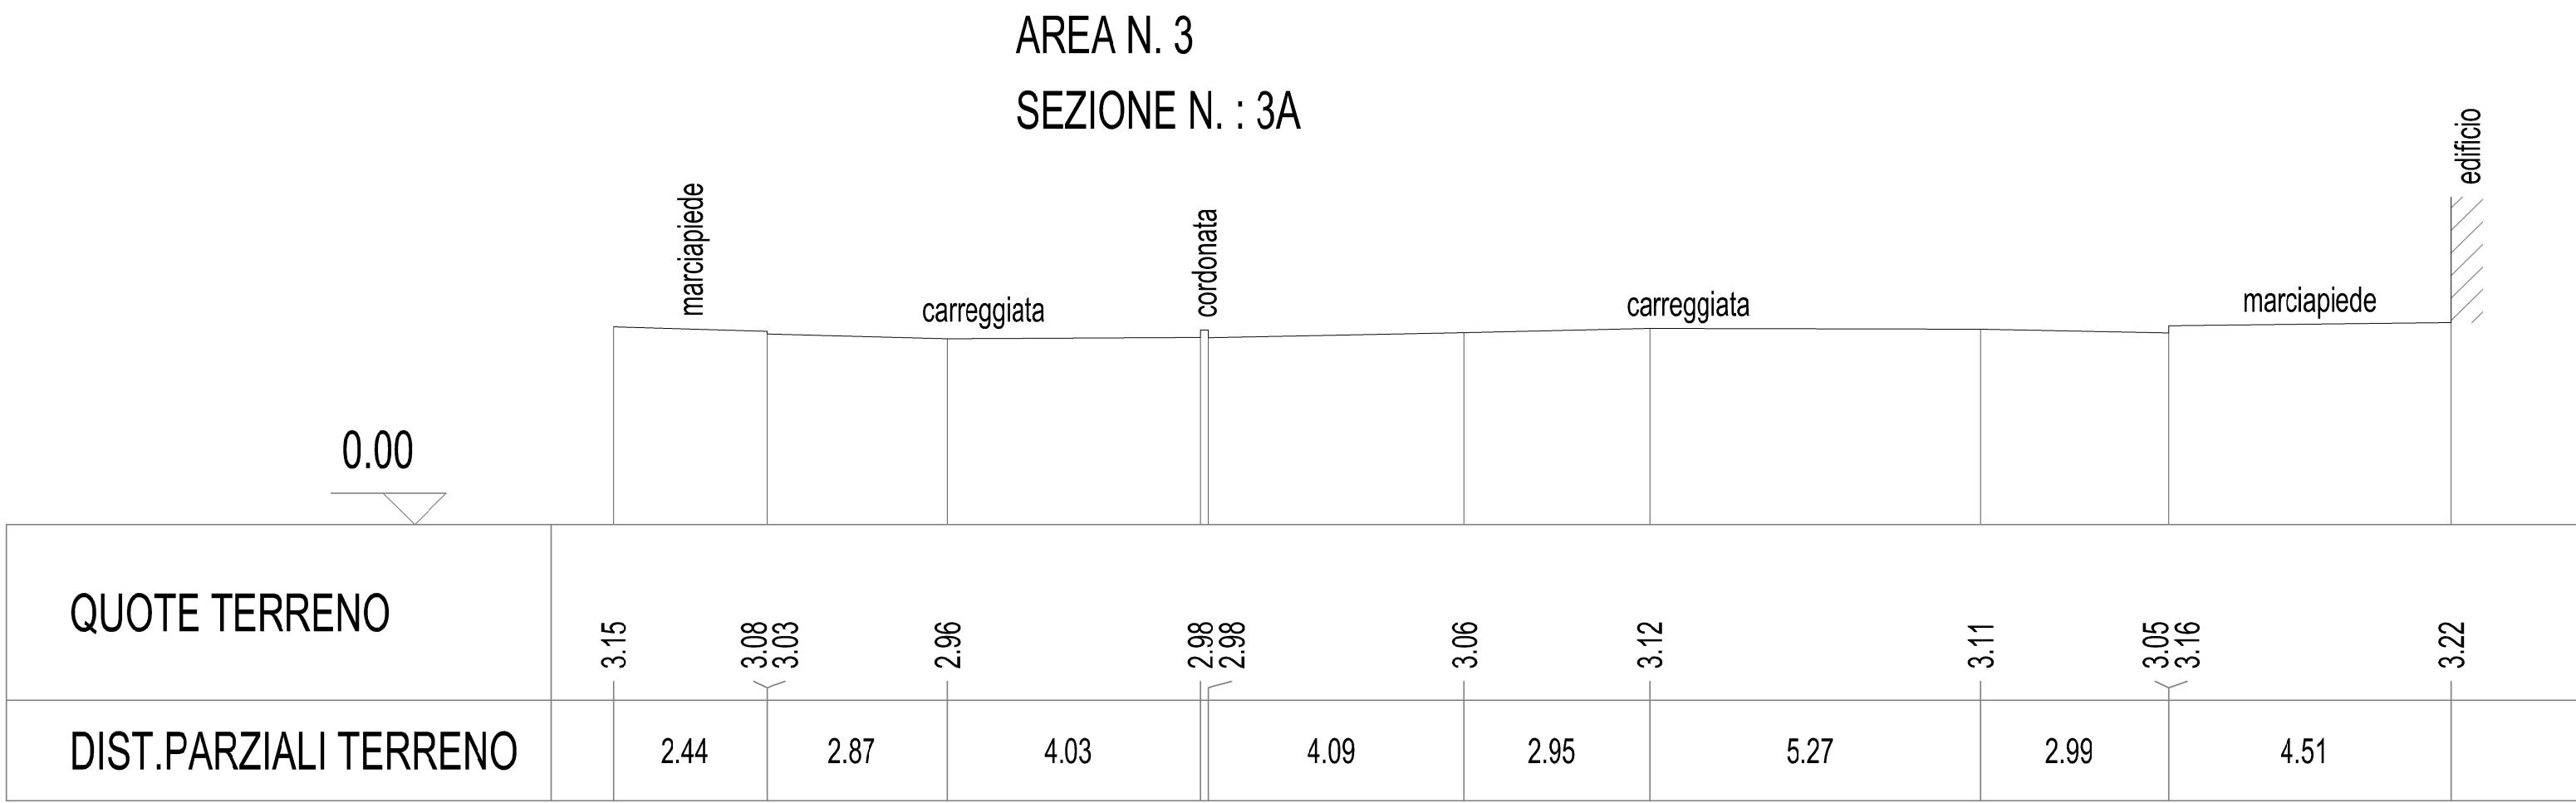 AREA N. 3
SEZIONE N. : 3A
marciapiede
carreggiata
cordonata
carreggiata
marciapiede
edificio
0.00
QUOTE TERRENO
3.15
3.08
3.03
2.96
2.98
2.98
3.06
3.12
3.11
3.05
3.16
3.22
DIST.PARZIALI TERRENO
2.44
2.87
4.03
4.09
2.95
5.27
2.99
4.51